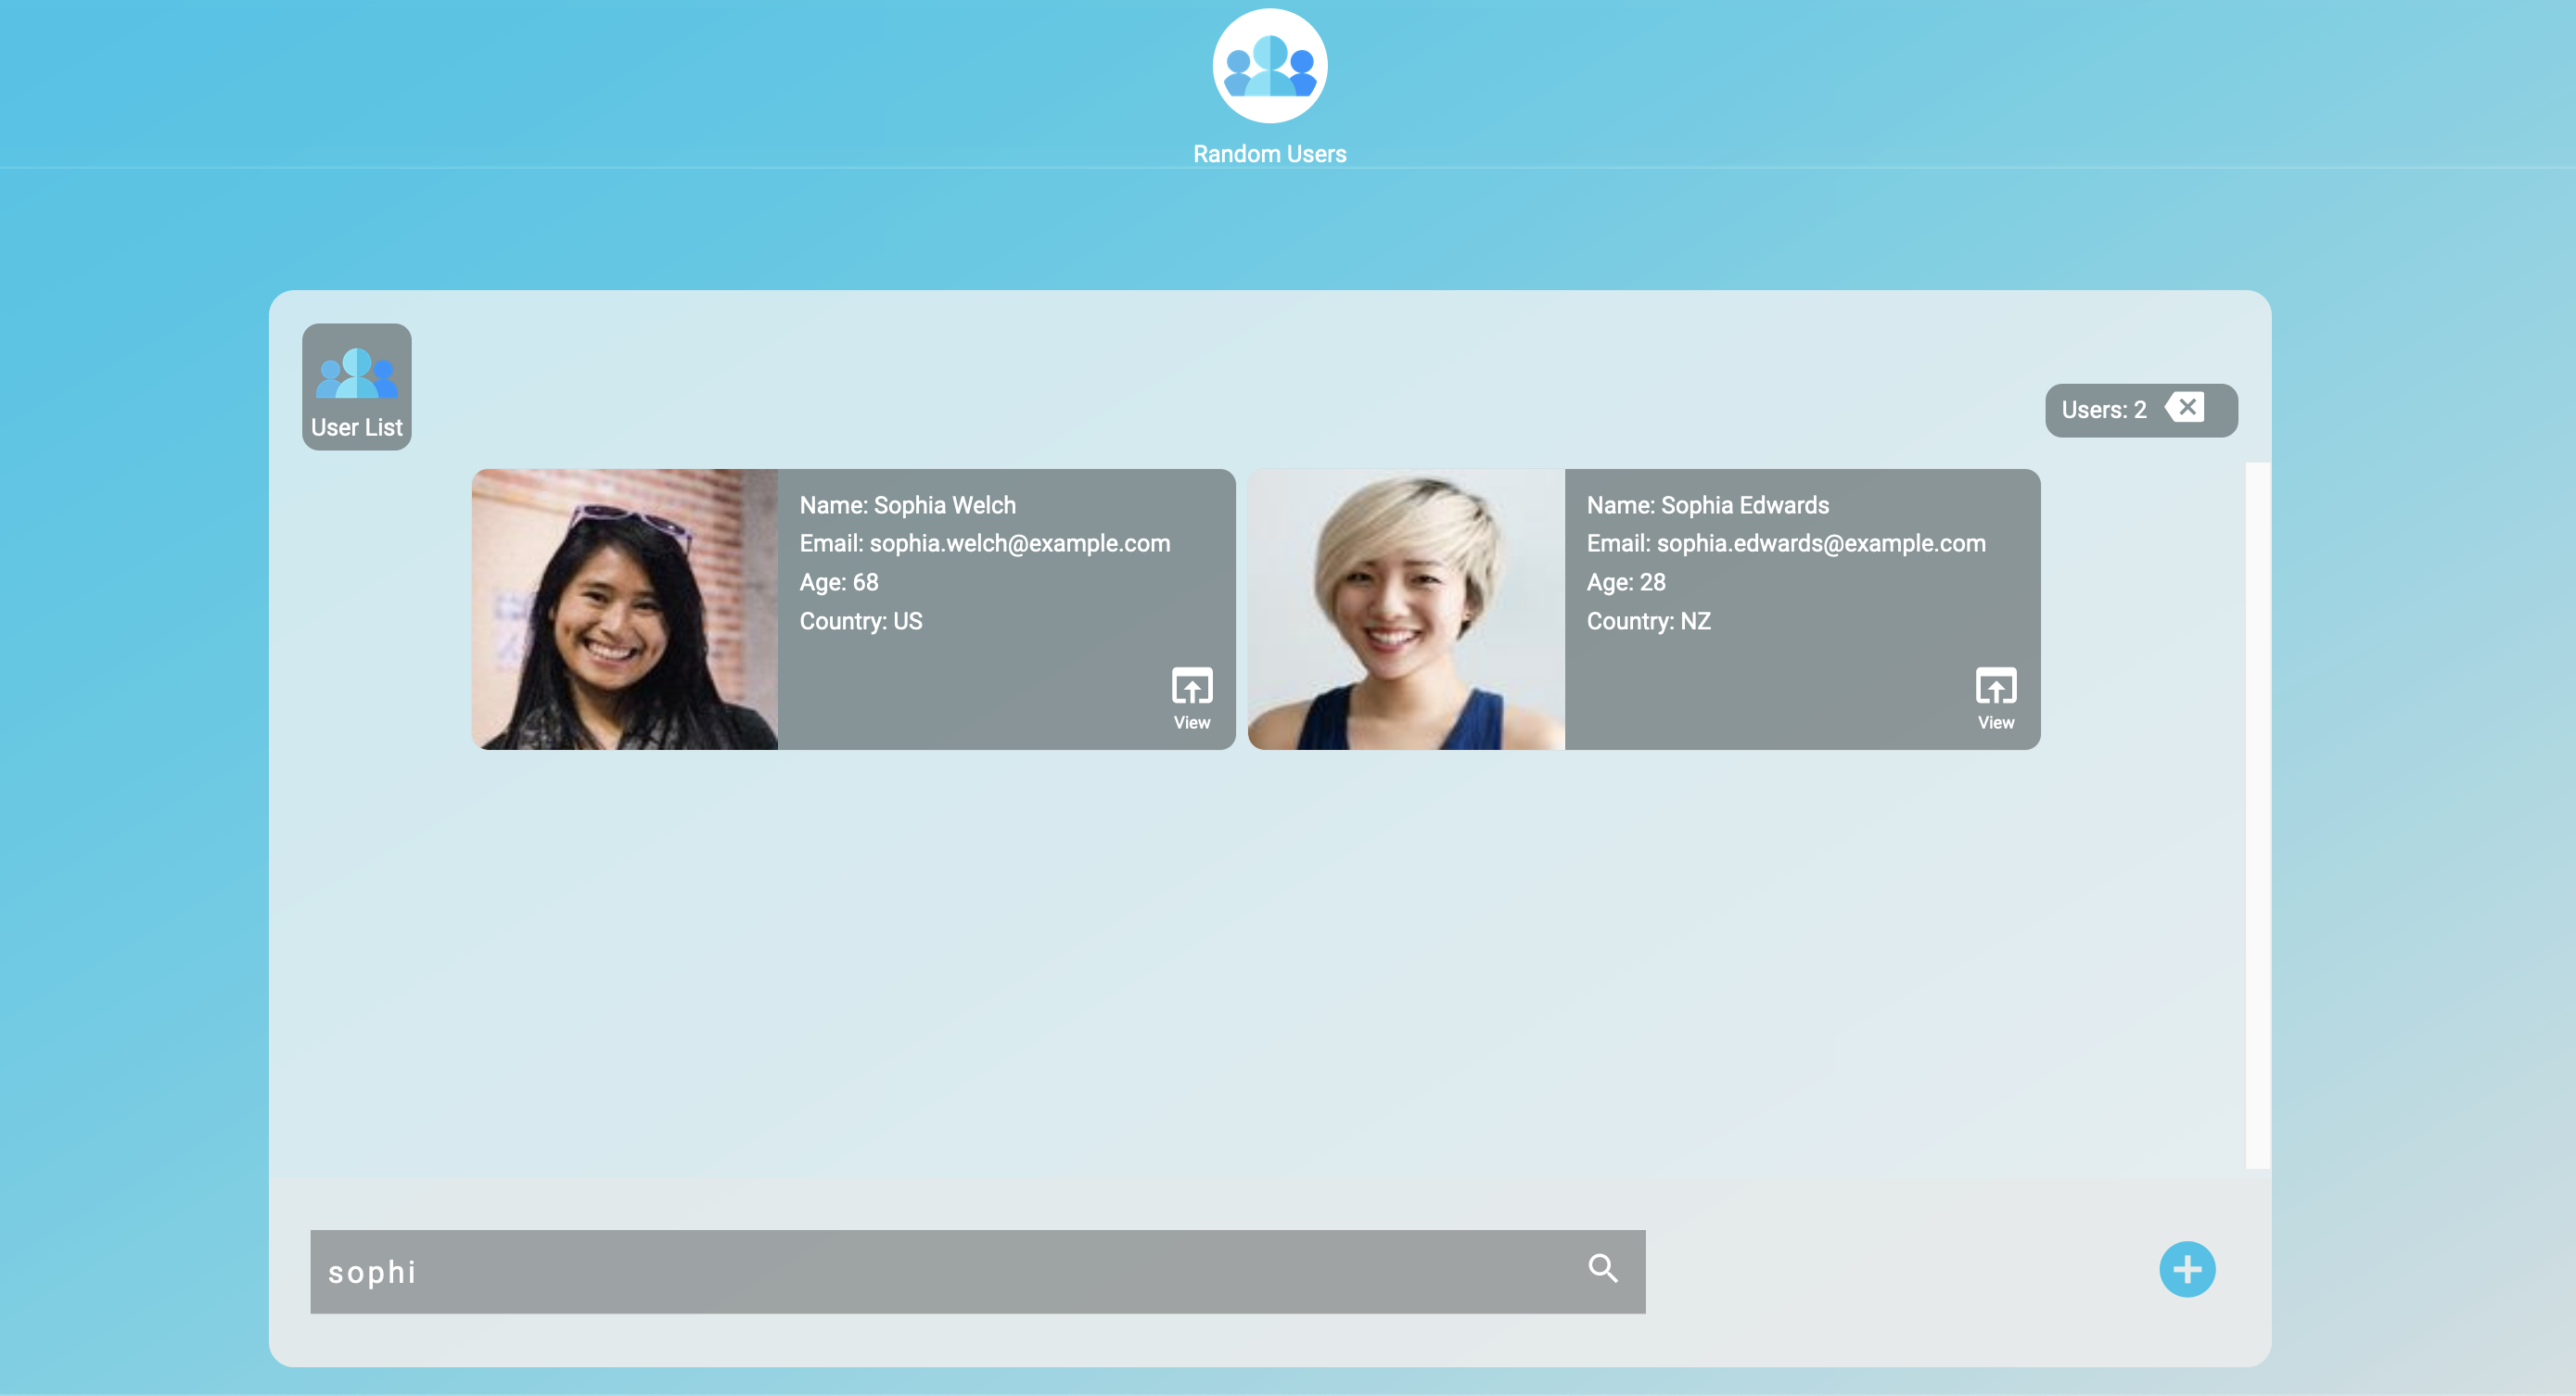 Random Users
User List
Users: 2
Name: Sophia Welch
Email: sophia.welch@example.com
Age: 68
Country: US
View
Name: Sophia Edwards
Email: sophia.edwards@example.com
Age: 28
Country: NZ
View
sophi